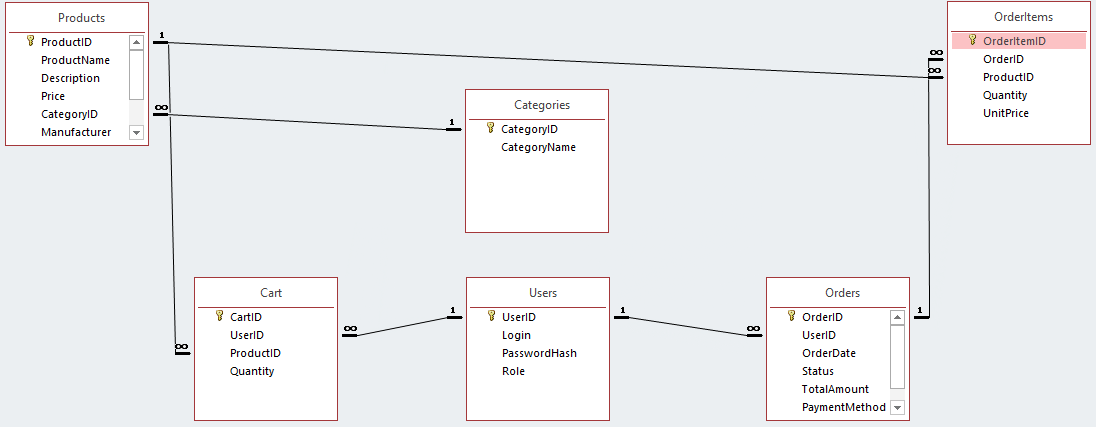 Products
ProductID
ProductName
Description
Price
CategoryID
Manufacturer
1
∞
Categories
CategoryID
CategoryName
1
OrderItems
OrderItemID
OrderID
ProductID
Quantity
UnitPrice
∞
∞
Cart
CartID
UserID
ProductID
Quantity
∞
∞
Users
UserID
Login
PasswordHash
Role
1
1
Orders
OrderID
UserID
OrderDate
Status
TotalAmount
PaymentMethod
∞
1